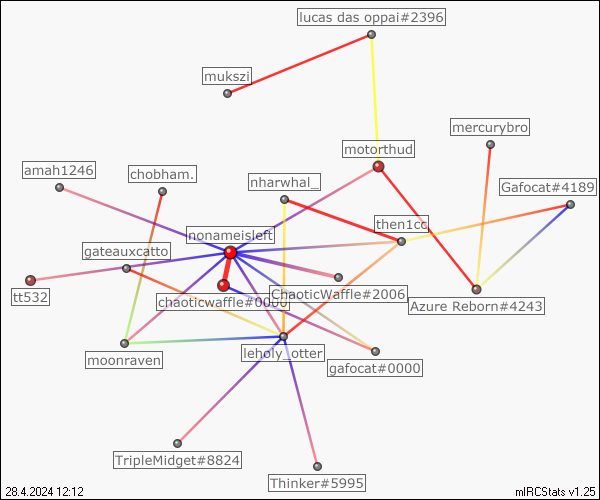 lucas das oppai#2396
mukszi
mercurybro
motorthud
amah1246
chobham.
nharwhal_
Gafocat#4189
then1cc
nonameisleft
gateauxcatto
tt532
chaoticwaffle#0000
ChaoticWaffle#2006
Azure Reborn#4243
moonraven
leholy_otter
gafocat#0000
TripleMidget#8824
Thinker#5995
28.4.2024 12:12
mIRCStats v1.25